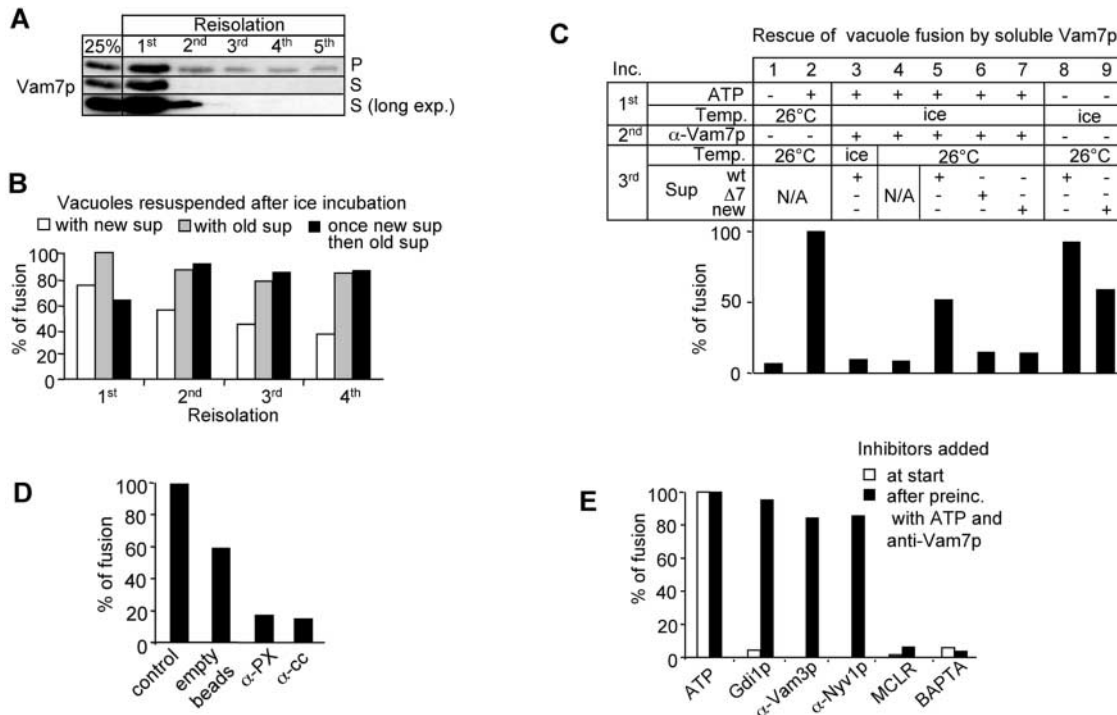 A
Reisolation
25% 1st 2nd 3rd 4th 5th
P
Vam7p S
S (long exp.)
B
Vacuoles resuspended after ice incubation
with new sup with old sup once new sup
then old sup
% of fusion
100
80
60
40
20
0
1st 2nd 3rd 4th
Reisolation
C
Rescue of vacuole fusion by soluble Vam7p
Inc. 1 2 3 4 5 6 7 8 9
1st ATP - + + + + + + - -
Temp. 26°C ice ice
2nd α-Vam7p - - + + + + + - -
3rd Temp. 26°C ice 26°C 26°C
Sup wt N/A + N/A + - - + -
Δ7 - - + - - -
new - - - + - +
% of fusion
100
50
0
D
% of fusion
100
80
60
40
20
0
control
empty
beads
α-PX
α-cc
E
Inhibitors added
at start
after preinc.
with ATP and
anti-Vam7p
% of fusion
100
80
60
40
20
0
ATP
Gdi1p
α-Vam3p
α-Nyv1p
MCLR
BAPTA